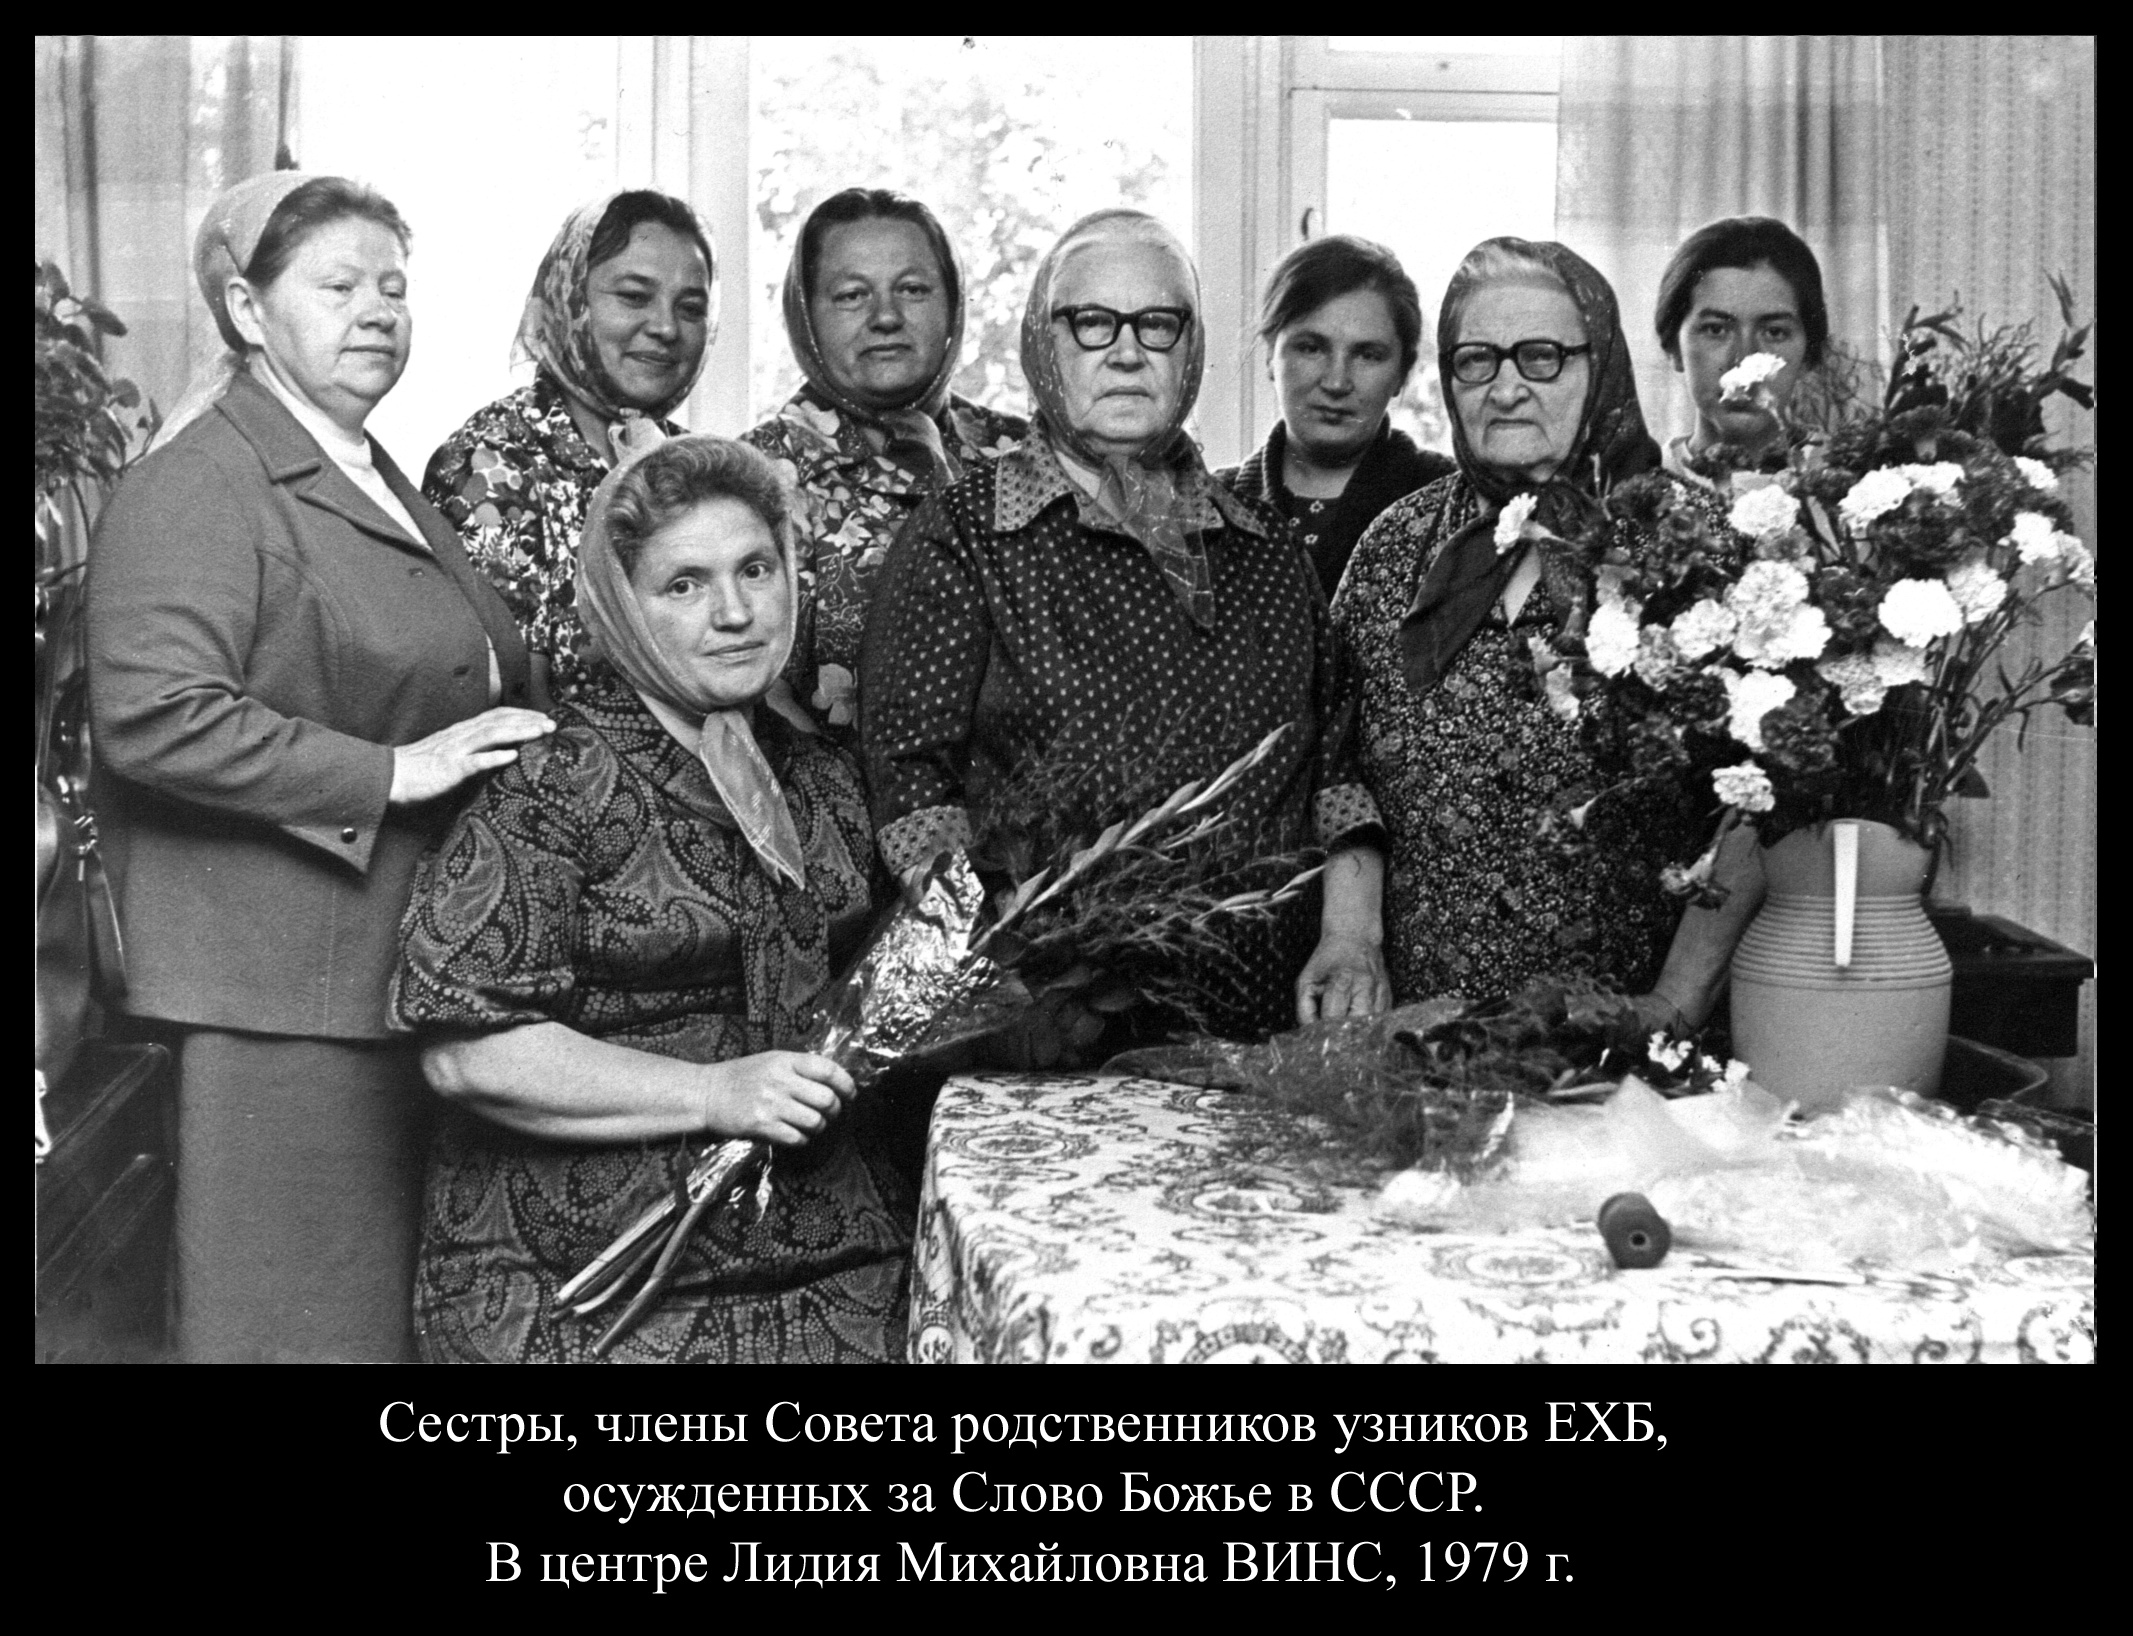 Сестры, члены Совета родственников узников ЕХБ,
осужденных за Слово Божье в СССР.
В центре Лидия Михайловна ВИНС, 1979 г.